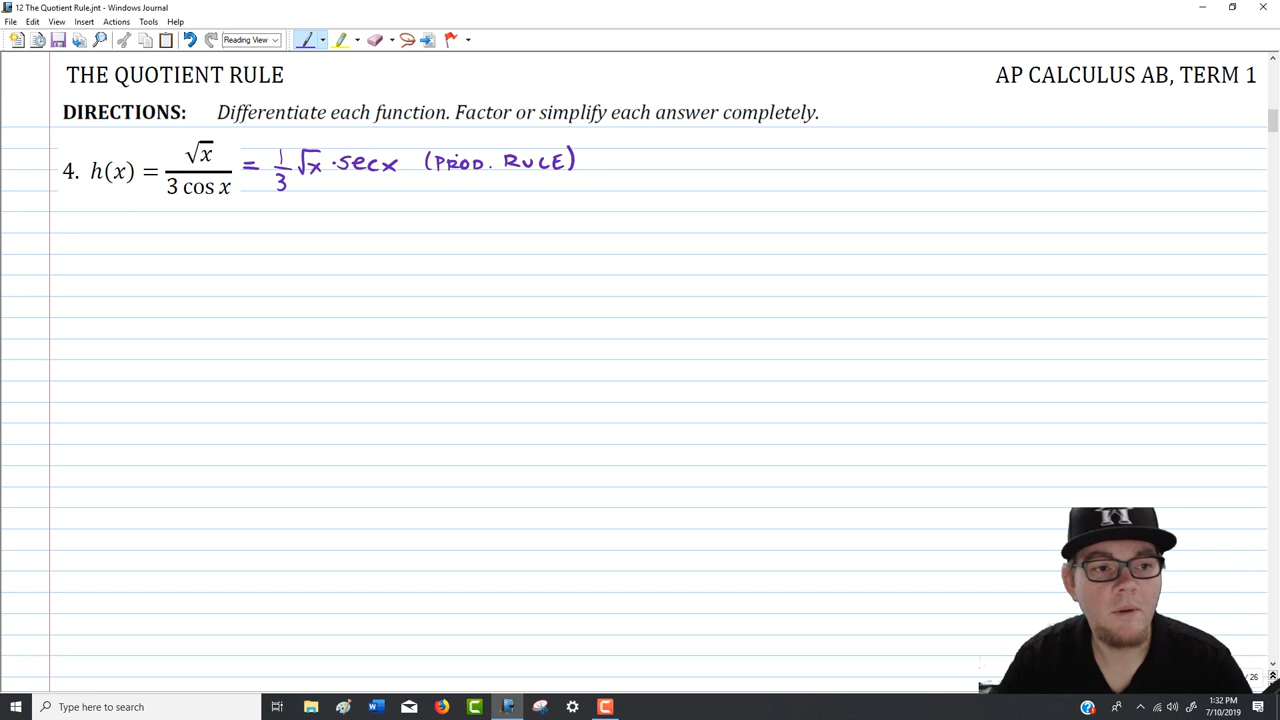 12 The Quotient Rule.jnt - Windows Journal
File Edit View Insert Actions Tools Help
Reading View
THE QUOTIENT RULE AP CALCULUS AB, TERM 1
DIRECTIONS: Differentiate each function. Factor or simplify each answer completely.
4. h(x) = √x / 3 cos x = 1/3 √x · secx (PROD. RULE)
/ 26
Type here to search
1:32 PM
7/10/2019